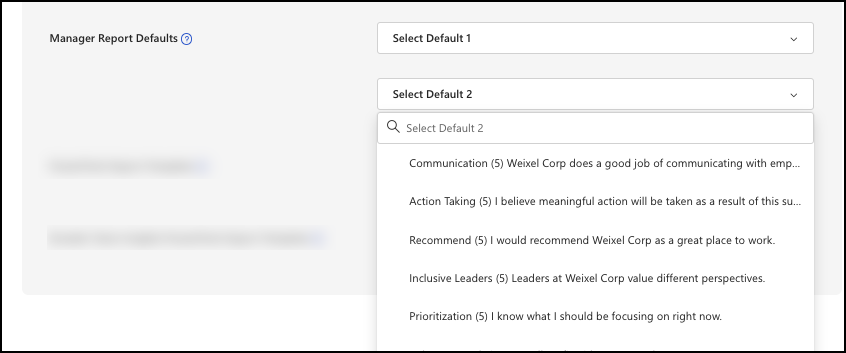 Manager Report Defaults
Select Default 1
Select Default 2
Select Default 2
Communication (5) Weixel Corp does a good job of communicating with emp...
Action Taking (5) I believe meaningful action will be taken as a result of this su...
Recommend (5) I would recommend Weixel Corp as a great place to work.
Inclusive Leaders (5) Leaders at Weixel Corp value different perspectives.
Prioritization (5) I know what I should be focusing on right now.